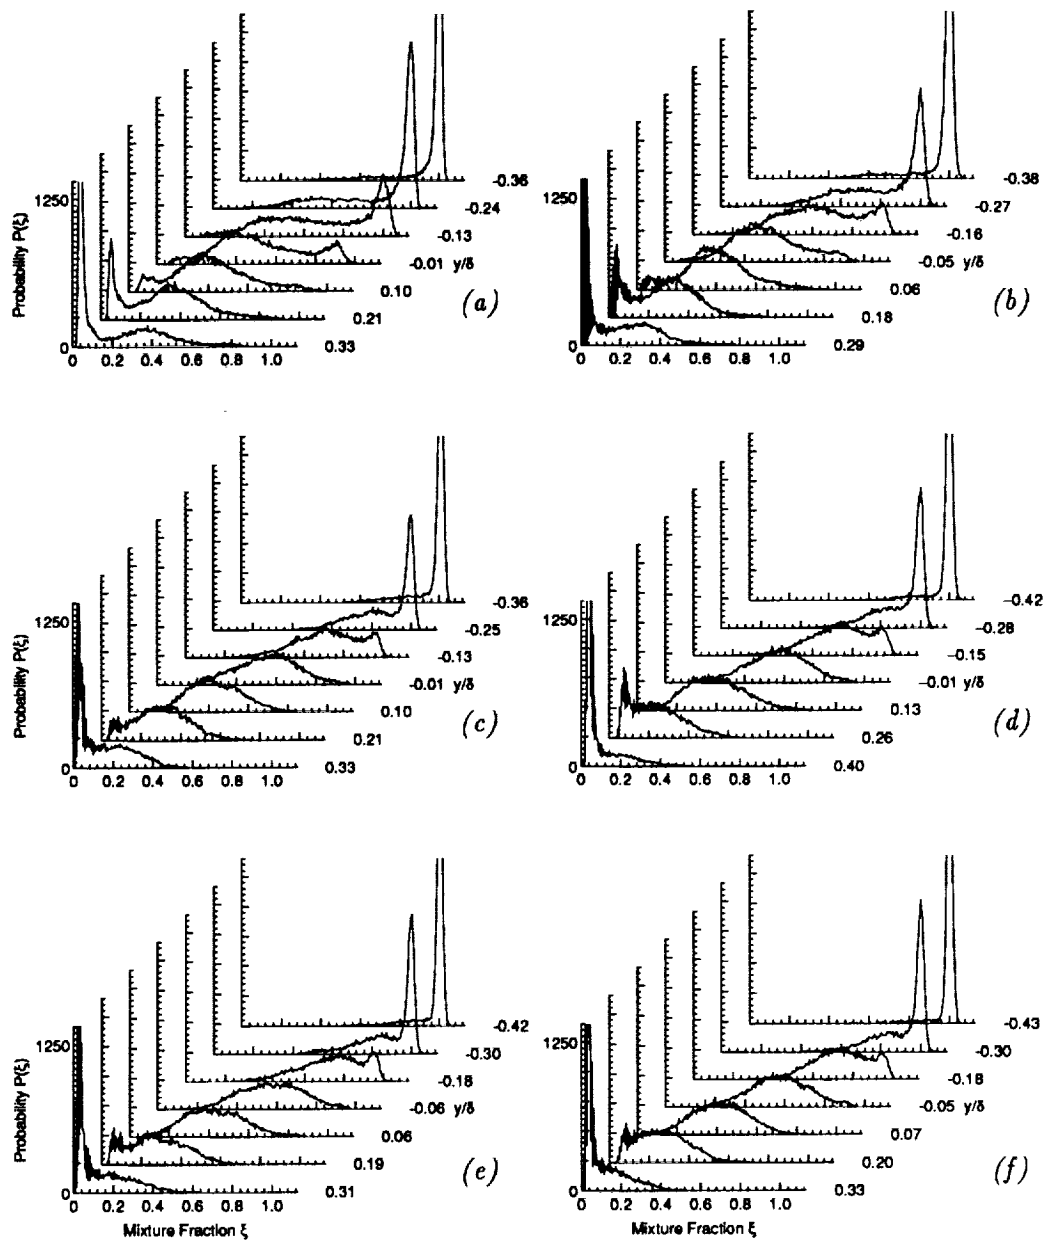 1250
Probability P(ξ)
0
0 0.2 0.4 0.6 0.8 1.0
-0.36
-0.24
-0.13
-0.01 y/δ
0.10
0.21
0.33
(a)
1250
0
0 0.2 0.4 0.6 0.8 1.0
-0.38
-0.27
-0.16
-0.05 y/δ
0.06
0.18
0.29
(b)
1250
Probability P(ξ)
0
0 0.2 0.4 0.6 0.8 1.0
-0.36
-0.25
-0.13
-0.01 y/δ
0.10
0.21
0.33
(c)
1250
0
0 0.2 0.4 0.6 0.8 1.0
-0.42
-0.28
-0.15
-0.01 y/δ
0.13
0.26
0.40
(d)
1250
Probability P(ξ)
0
0 0.2 0.4 0.6 0.8 1.0
Mixture Fraction ξ
-0.42
-0.30
-0.18
-0.06 y/δ
0.06
0.19
0.31
(e)
1250
0
0 0.2 0.4 0.6 0.8 1.0
Mixture Fraction ξ
-0.43
-0.30
-0.18
-0.05 y/δ
0.07
0.20
0.33
(f)